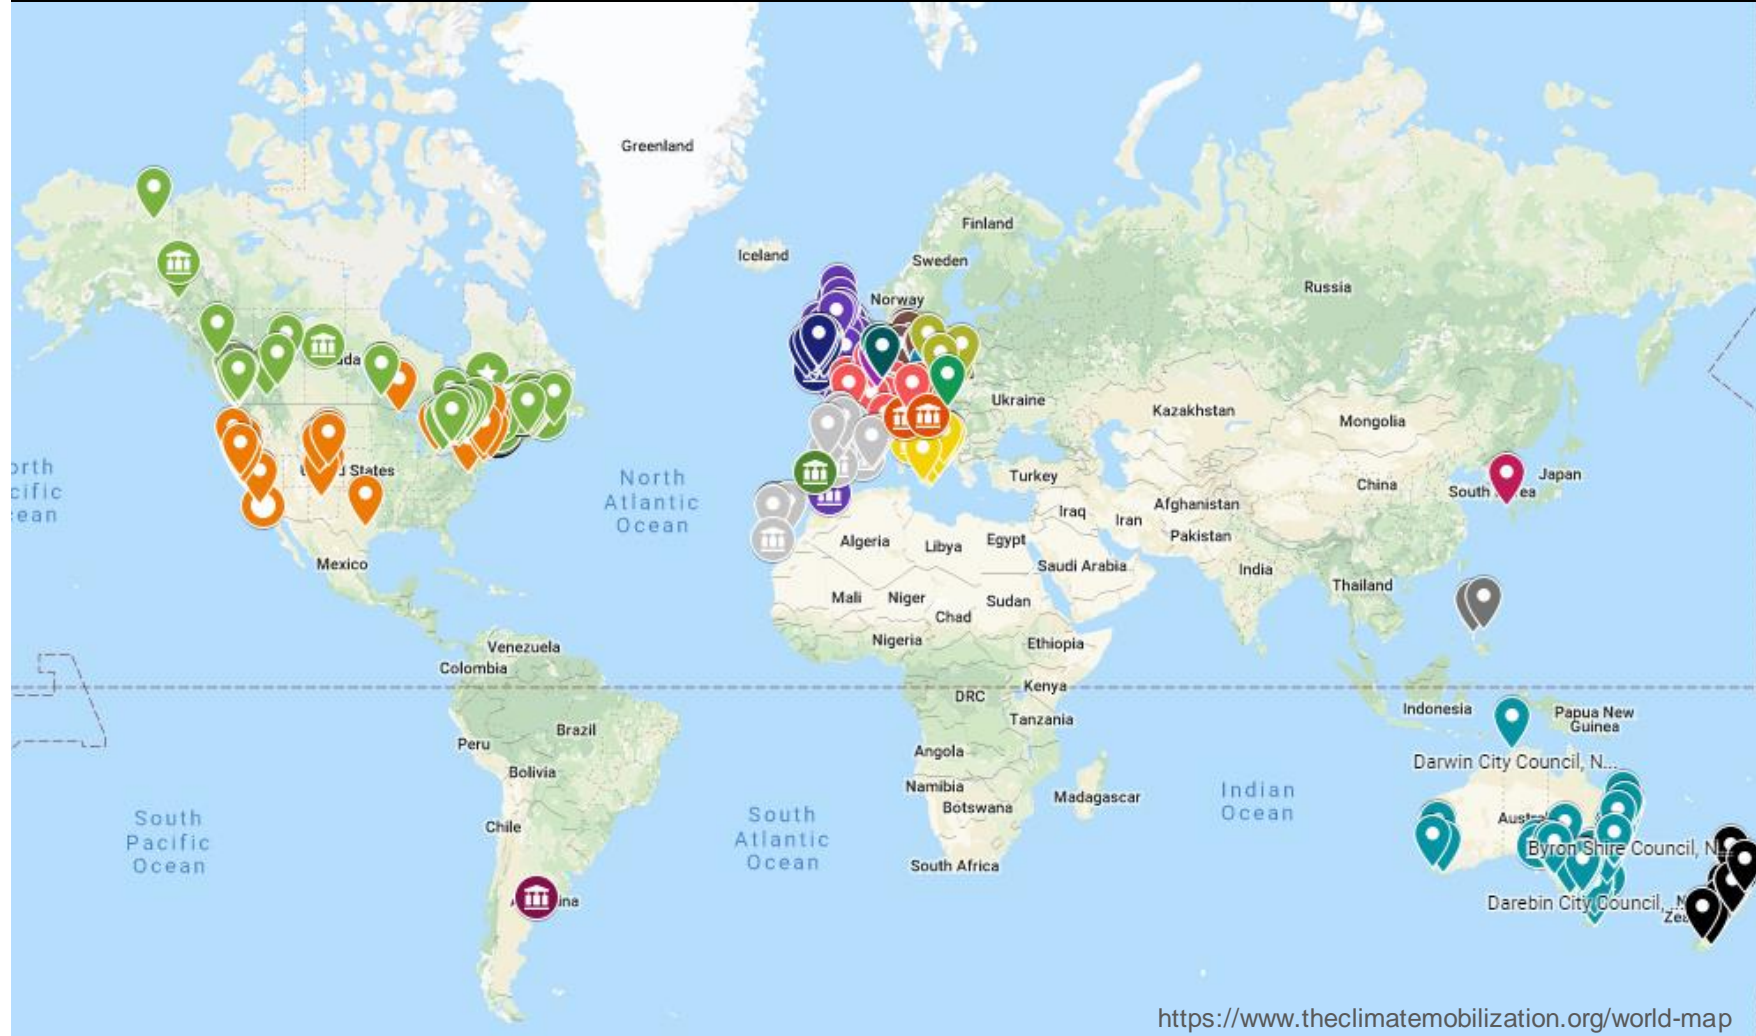 Greenland
Finland
Iceland
Sweden
Russia
Norway
Ukraine
Kazakhstan
Mongolia
States
North
Atlantic
Ocean
Turkey
China
Japan
South
Afghanistan
Iraq
Iran
Pakistan
Algeria
Libya
Egypt
Mexico
Saudi Arabia
India
Thailand
Mali
Niger
Sudan
Chad
Nigeria
Ethiopia
Venezuela
Colombia
DRC
Kenya
Indonesia
Papua New
Guinea
Tanzania
Brazil
Peru
Angola
Darwin City Council, N...
Bolivia
Namibia
Botswana
Madagascar
Indian
Ocean
South
Pacific
Ocean
South
Atlantic
Ocean
Chile
Byron Shire Council, N...
South Africa
Darebin City Council, ...
https://www.theclimatemobilization.org/world-map